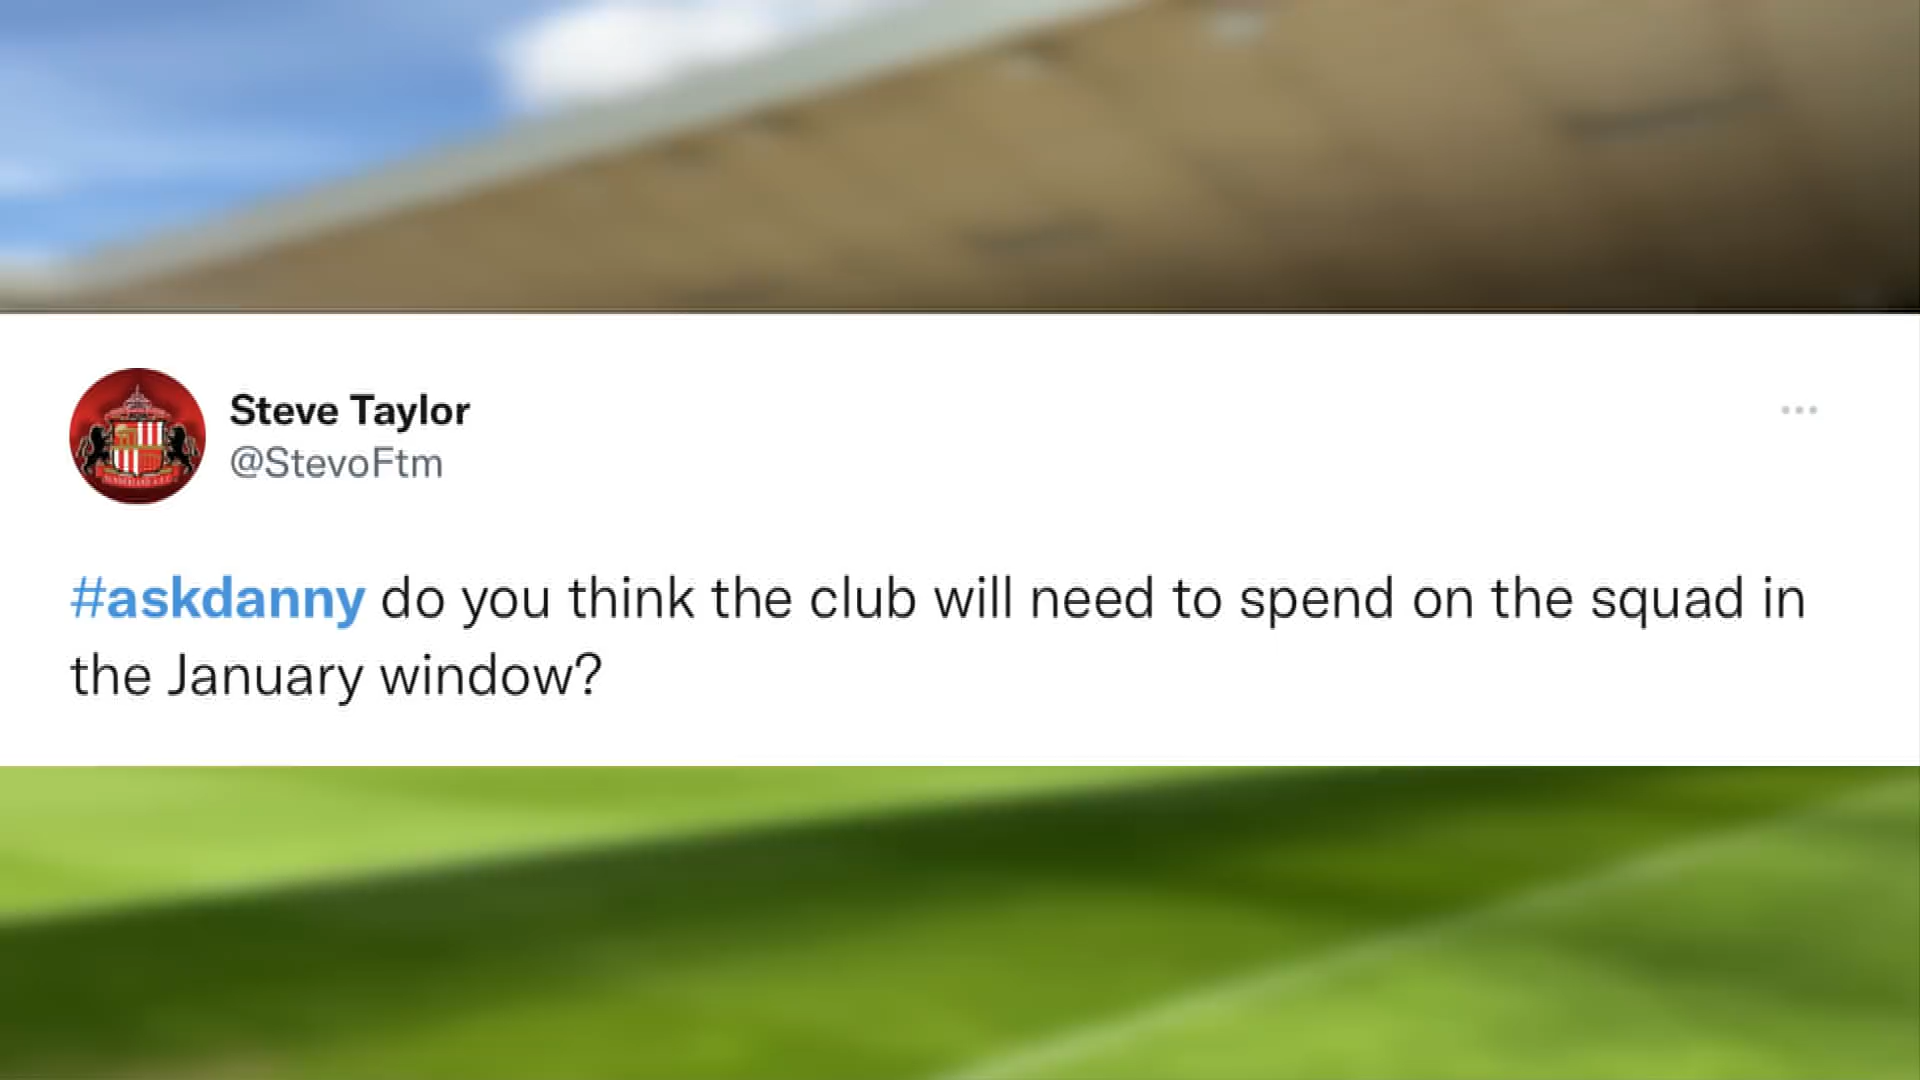 Steve Taylor
@StevoFtm
#askdanny do you think the club will need to spend on the squad in
the January window?